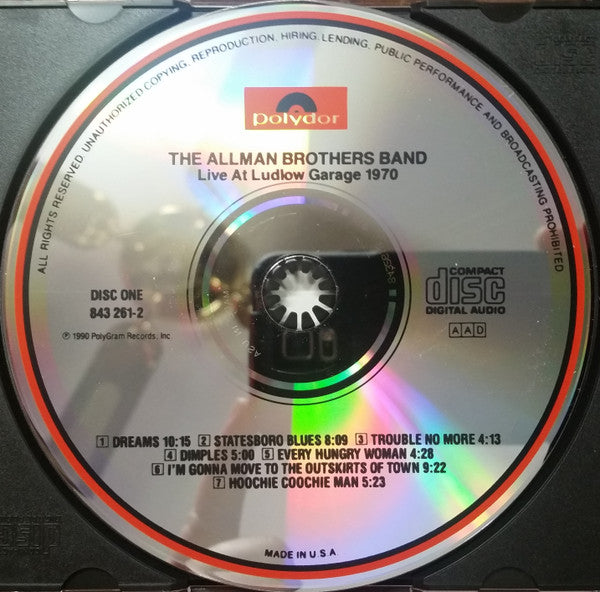 ALL RIGHTS RESERVED. UNAUTHORIZED COPYING, REPRODUCTION, HIRING, LENDING, PUBLIC PERFORMANCE AND BROADCASTING PROHIBITED
polydor
THE ALLMAN BROTHERS BAND
Live At Ludlow Garage 1970
DISC ONE
843 261-2
℗ 1990 PolyGram Records, Inc.
COMPACT
disc
DIGITAL AUDIO
AAD
1 DREAMS 10:15 2 STATESBORO BLUES 8:09 3 TROUBLE NO MORE 4:13
4 DIMPLES 5:00 5 EVERY HUNGRY WOMAN 4:28
6 I'M GONNA MOVE TO THE OUTSKIRTS OF TOWN 9:22
7 HOOCHIE COOCHIE MAN 5:23
MADE IN U.S.A.